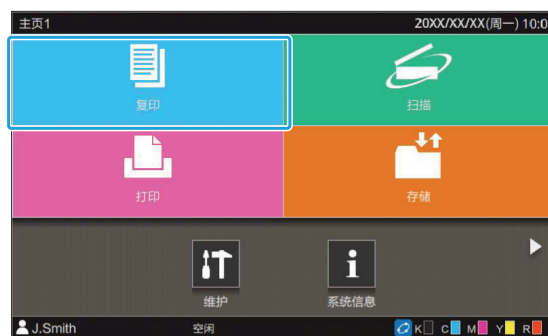 主页1 20XX/XX/XX(周一) 10:0
复印 扫描
打印 存储
维护 系统信息
J.Smith 空闲 K C M Y R